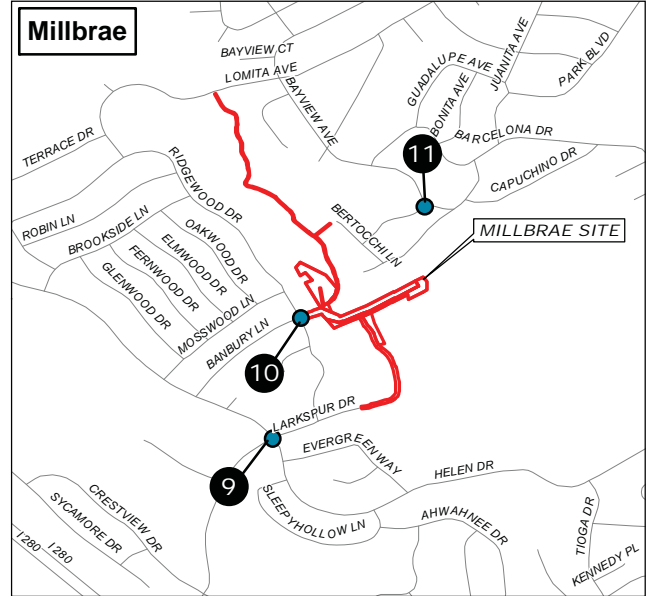 Millbrae
BAYVIEW CT
LOMITA AVE
BAYVIEW AVE
GUADALUPE AVE
JUANITA AVE
PARK BLVD
BONITA AVE
BARCELONA DR
TERRACE DR
RIDGEWOOD DR
11
CAPUCHINO DR
ROBIN LN
BROOKSIDE LN
OAKWOOD DR
ELMWOOD DR
FERNWOOD DR
GLENWOOD DR
BERTOCCHI LN
MILLBRAE SITE
MOSSWOOD LN
BANBURY LN
10
LARKSPUR DR
EVERGREEN WAY
9
HELEN DR
SLEEPYHOLLOW LN
AHWAHNEE DR
CRESTVIEW DR
SYCAMORE DR
TIOGA DR
KENNEDY PL
I280
I280